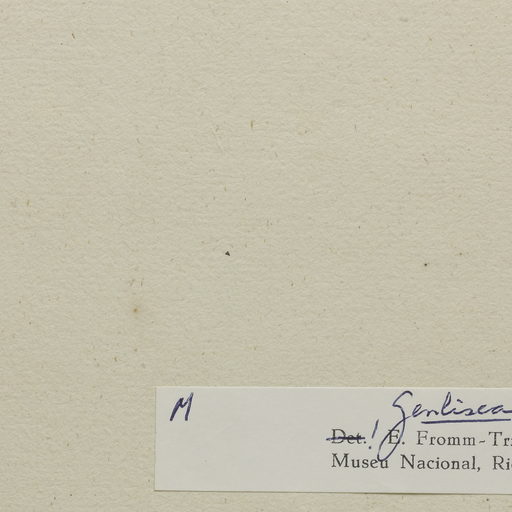 M Genlisea
Det. ! E. Fromm-Tr
Museu Nacional, Ri